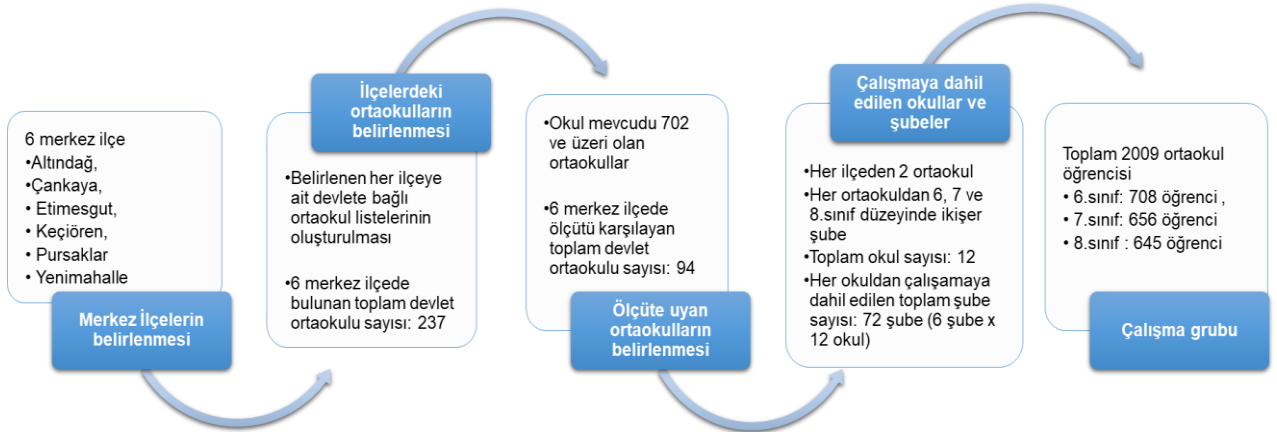 6 merkez ilçe
•Altındağ,
•Çankaya,
• Etimesgut,
• Keçiören,
• Pursaklar
• Yenimahalle
Merkez İlçelerin
belirlenmesi
İlçelerdeki
ortaokulların
belirlenmesi
•Belirlenen her ilçeye
ait devlete bağlı
ortaokul listelerinin
oluşturulması
•6 merkez ilçede
bulunan toplam devlet
ortaokulu sayısı: 237
•Okul mevcudu 702
ve üzeri olan
ortaokullar
•6 merkez ilçede
ölçütü karşılayan
toplam devlet
ortaokulu sayısı: 94
Ölçüte uyan
ortaokulların
belirlenmesi
Çalışmaya dahil
edilen okullar ve
şubeler
•Her ilçeden 2 ortaokul
•Her ortaokuldan 6, 7 ve
8.sınıf düzeyinde ikişer
şube
•Toplam okul sayısı: 12
•Her okuldan çalışamaya
dahil edilen toplam şube
sayısı: 72 şube (6 şube x
12 okul)
Toplam 2009 ortaokul
öğrencisi
• 6.sınıf: 708 öğrenci ,
• 7.sınıf: 656 öğrenci
• 8.sınıf : 645 öğrenci
Çalışma grubu